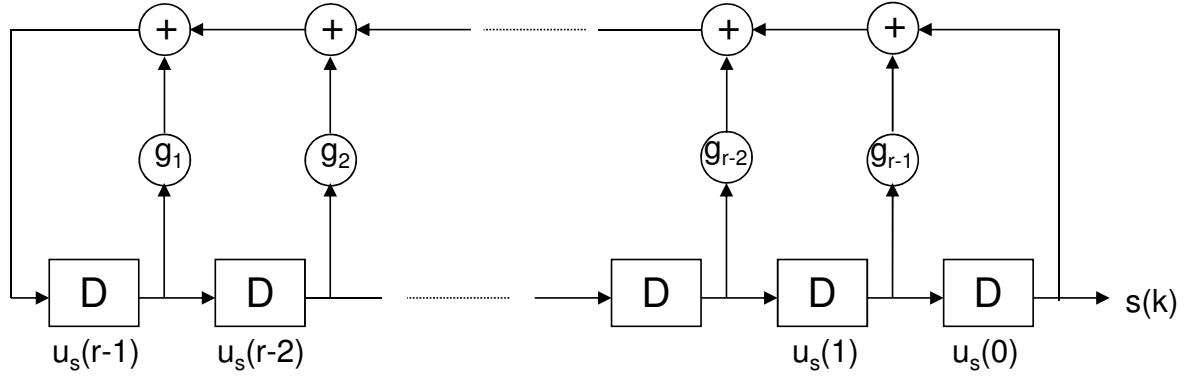 + + + +
g₁ g₂ gᵣ₋₂ gᵣ₋₁
D D D D D s(k)
uₛ(r-1) uₛ(r-2) uₛ(1) uₛ(0)